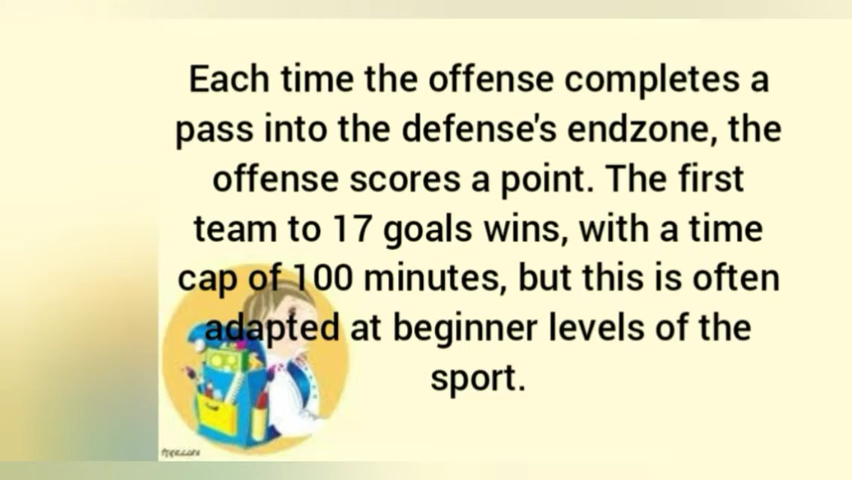 Each time the offense completes a
pass into the defense's endzone, the
offense scores a point. The first
team to 17 goals wins, with a time
cap of 100 minutes, but this is often
adapted at beginner levels of the
sport.